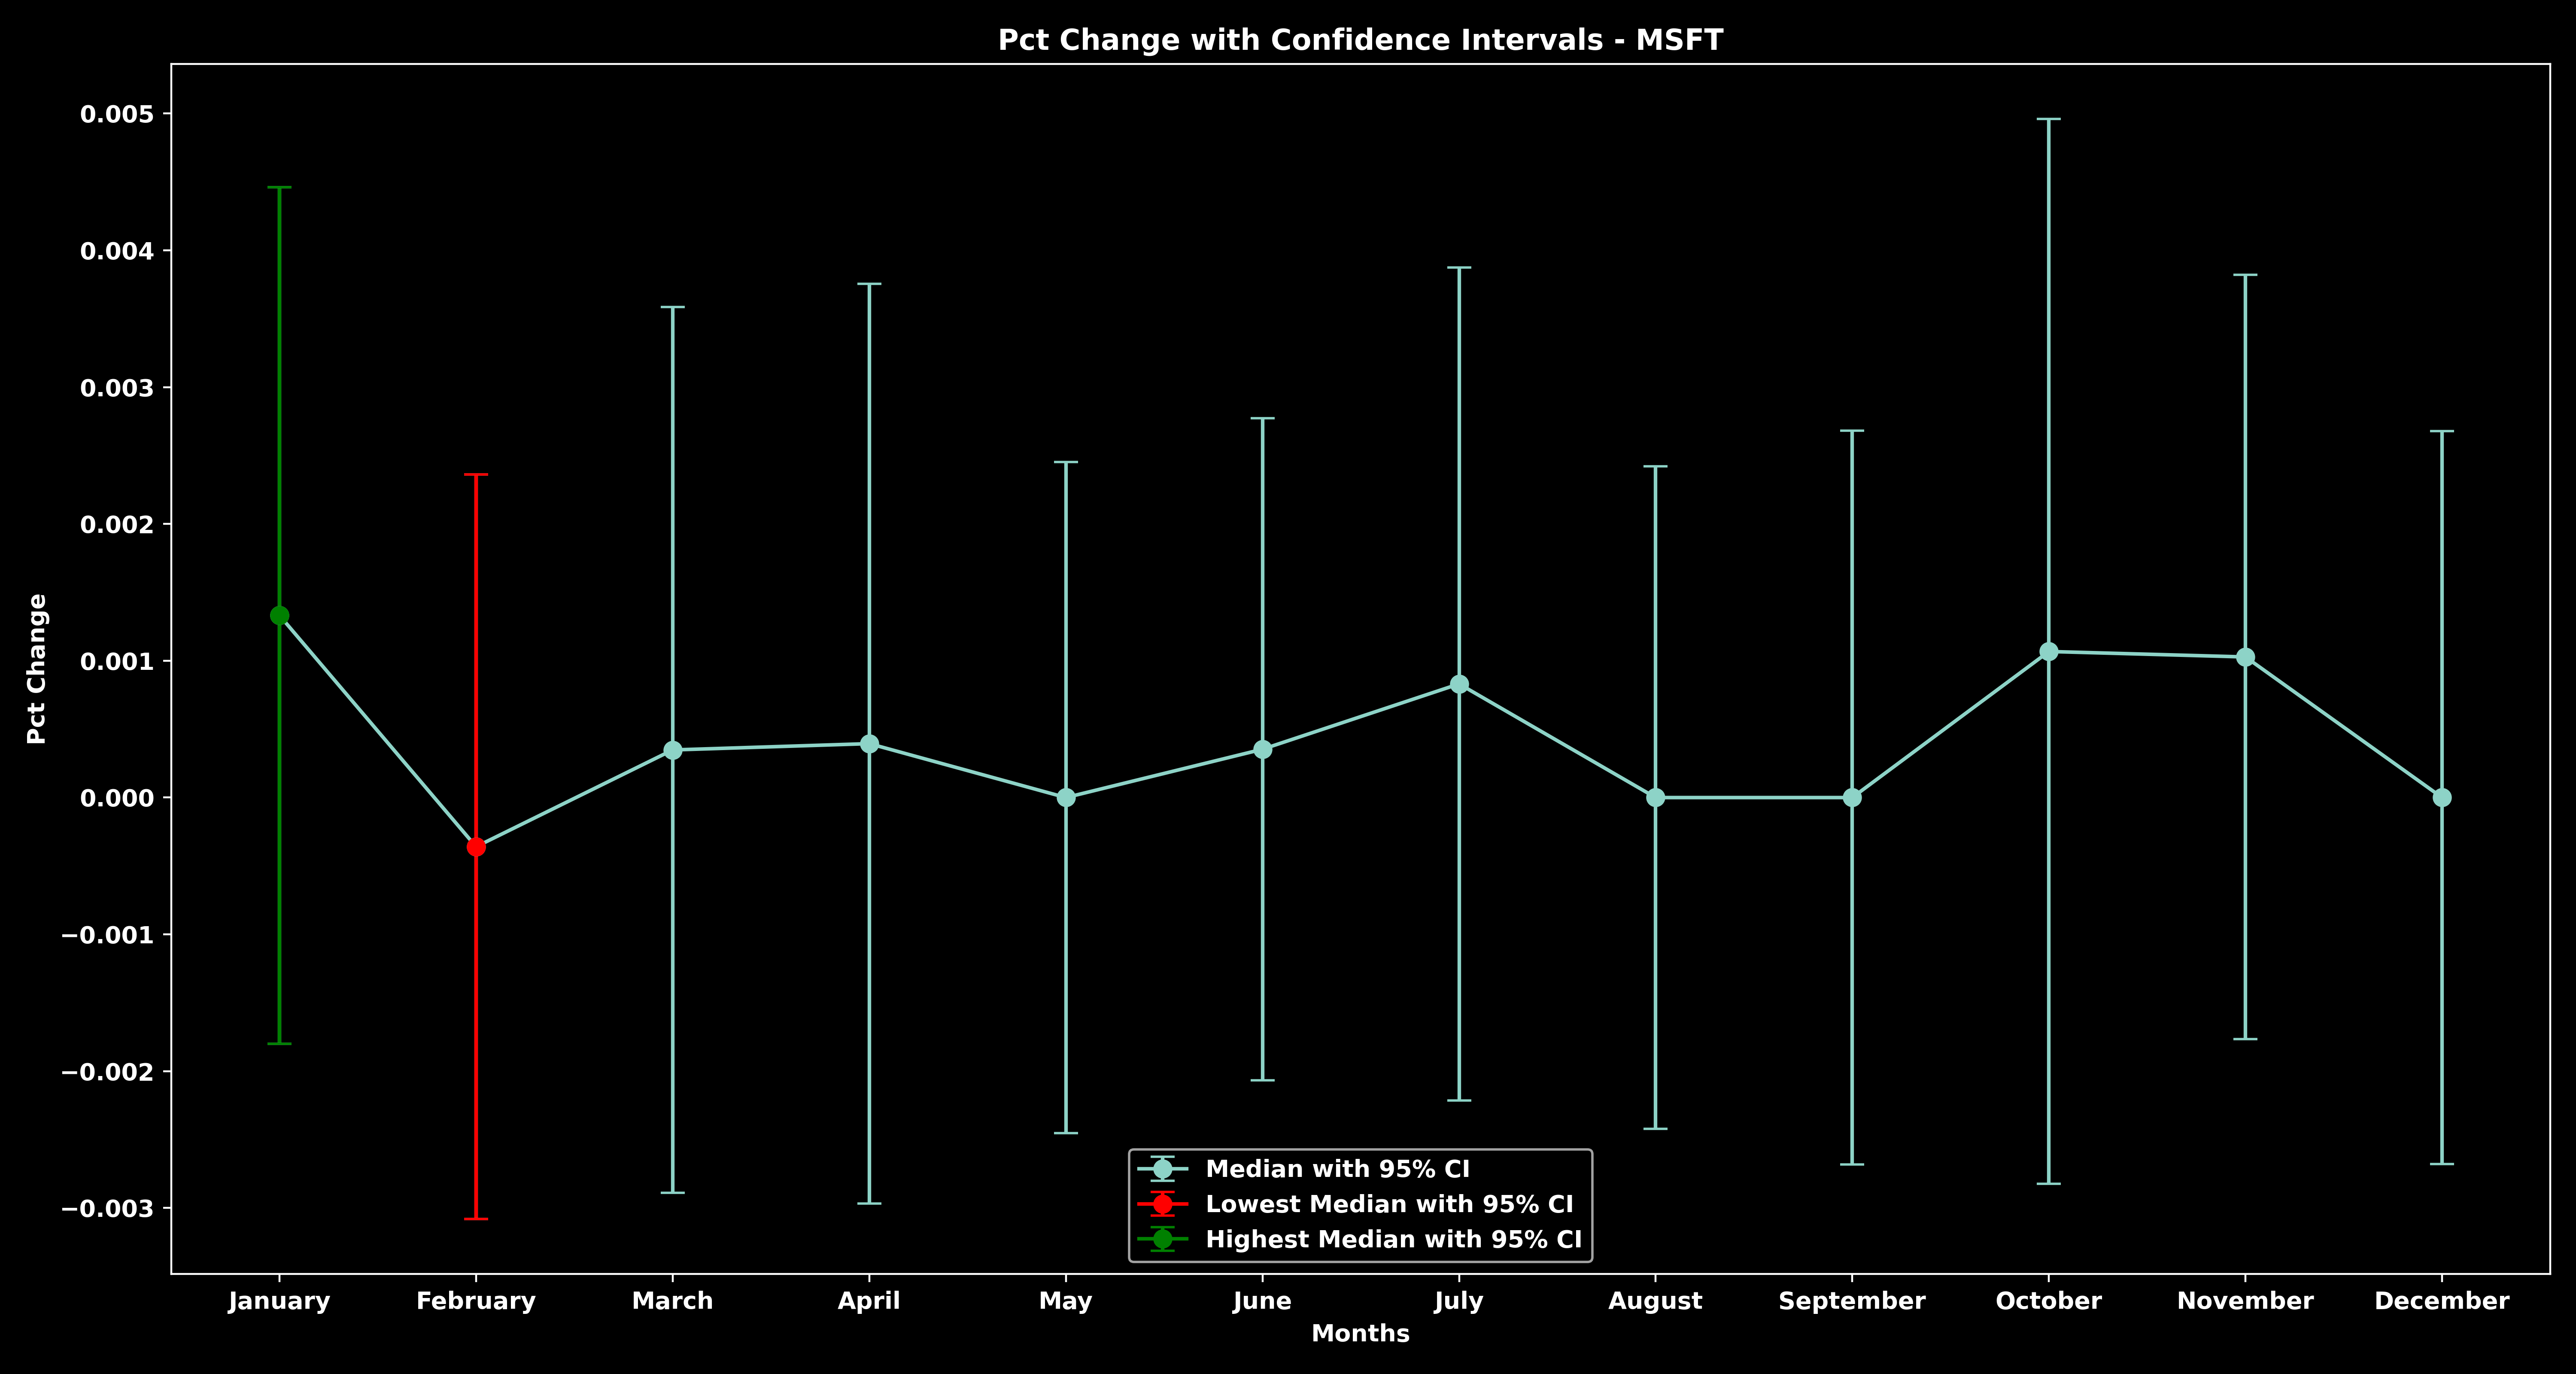 Pct Change with Confidence Intervals - MSFT
0.005
0.004
0.003
0.002
0.001
0.000
−0.001
−0.002
−0.003
Pct Change
Median with 95% CI
Lowest Median with 95% CI
Highest Median with 95% CI
January February March April May June July August September October November December
Months